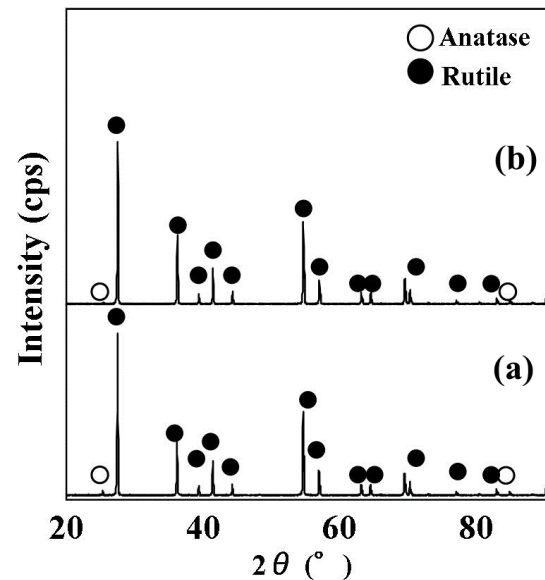 Anatase
Rutile
(b)
(a)
Intensity (cps)
20 40 60 80
2θ (°)